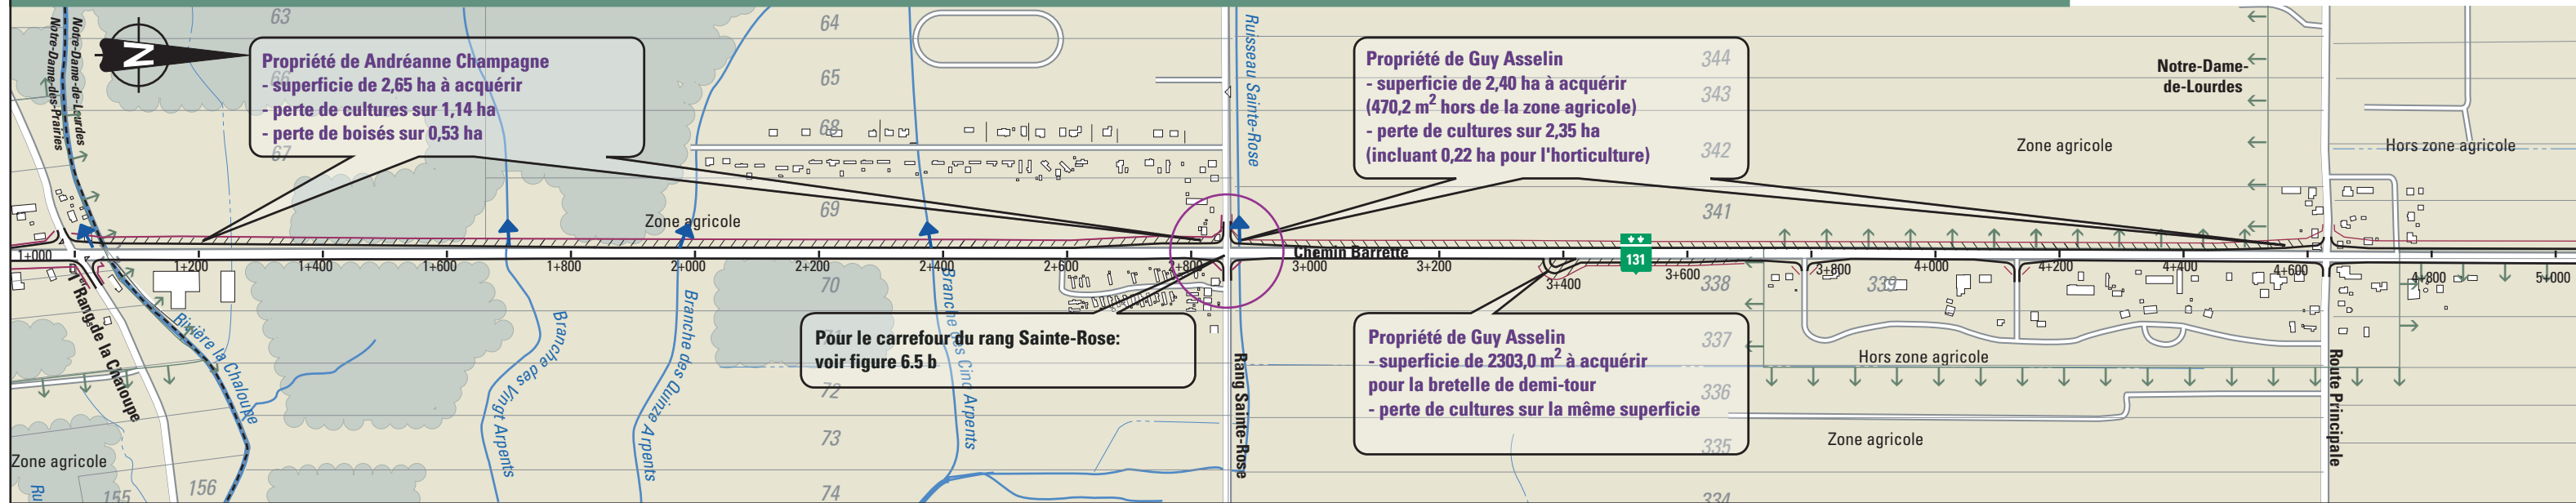 63
64
65
66
67
68
69
70
71
72
73
74
344
343
342
341
338
339
337
336
335
334
155
156
N
Notre-Dame-des-Prairies
Notre-Dame-de-Lourdes
Propriété de Andréanne Champagne
- superficie de 2,65 ha à acquérir
- perte de cultures sur 1,14 ha
- perte de boisés sur 0,53 ha
Ruisseau Sainte-Rose
Propriété de Guy Asselin
- superficie de 2,40 ha à acquérir
(470,2 m2 hors de la zone agricole)
- perte de cultures sur 2,35 ha
(incluant 0,22 ha pour l'horticulture)
Notre-Dame-
de-Lourdes
Zone agricole
Hors zone agricole
Zone agricole
Chemin Barrette
131
1+000
1+200
1+400
1+600
1+800
2+000
2+200
2+400
2+600
2+800
3+000
3+200
3+400
3+600
3+800
4+000
4+200
4+400
4+600
4+800
5+000
1er Rang de la Chaloupe
Rivière la Chaloupe
Branche des Vingt Arpents
Branche des Quinze Arpents
Branche des Cinq Arpents
Pour le carrefour du rang Sainte-Rose:
voir figure 6.5 b
Rang Sainte-Rose
Propriété de Guy Asselin
- superficie de 2303,0 m2 à acquérir
pour la bretelle de demi-tour
- perte de cultures sur la même superficie
Hors zone agricole
Zone agricole
Route Principale
Zone agricole
Ru